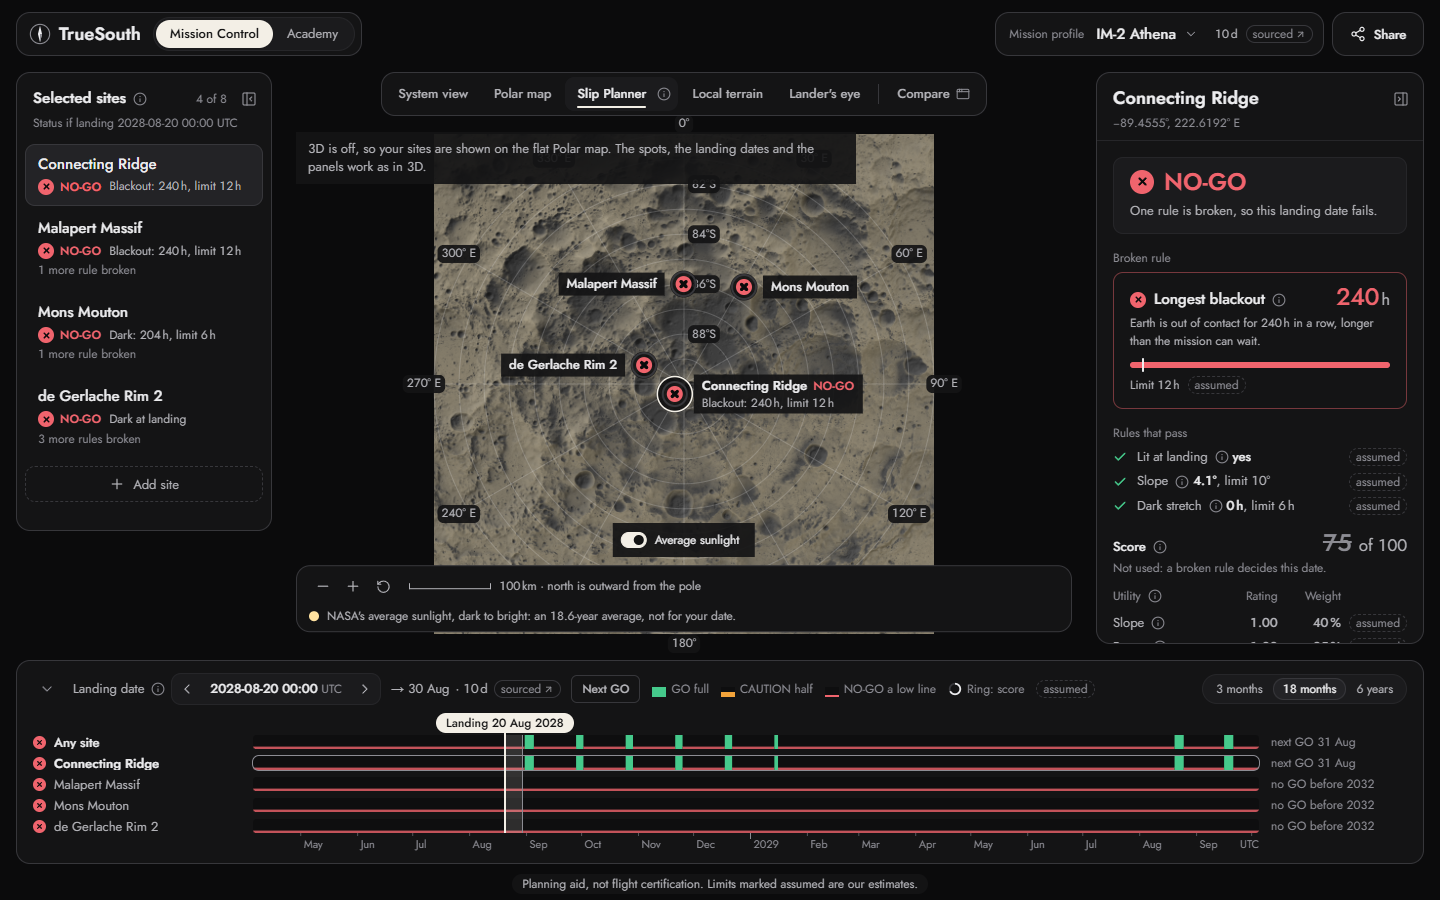 TrueSouth
Mission Control
Academy
Mission profile IM-2 Athena 10 d sourced ↗
Share
Selected sites 4 of 8
Status if landing 2028-08-20 00:00 UTC
Connecting Ridge
NO-GO Blackout: 240 h, limit 12 h
Malapert Massif
NO-GO Blackout: 240 h, limit 12 h
1 more rule broken
Mons Mouton
NO-GO Dark: 204 h, limit 6 h
1 more rule broken
de Gerlache Rim 2
NO-GO Dark at landing
3 more rules broken
+ Add site
System view
Polar map
Slip Planner
Local terrain
Lander's eye
Compare
0°
3D is off, so your sites are shown on the flat Polar map. The spots, the landing dates and the
panels work as in 3D.
82°S
84°S
300° E
60° E
Malapert Massif
86°S
Mons Mouton
88°S
de Gerlache Rim 2
270° E
90° E
Connecting Ridge NO-GO
Blackout: 240 h, limit 12 h
240° E
120° E
Average sunlight
100 km · north is outward from the pole
NASA's average sunlight, dark to bright: an 18.6-year average, not for your date.
180°
Connecting Ridge
−89.4555°, 222.6192° E
NO-GO
One rule is broken, so this landing date fails.
Broken rule
Longest blackout 240 h
Earth is out of contact for 240 h in a row, longer
than the mission can wait.
Limit 12 h assumed
Rules that pass
Lit at landing yes assumed
Slope 4.1°, limit 10° assumed
Dark stretch 0 h, limit 6 h assumed
Score 75 of 100
Not used: a broken rule decides this date.
Utility Rating Weight
Slope 1.00 40 % assumed
Landing date 2028-08-20 00:00 UTC → 30 Aug · 10 d sourced ↗ Next GO GO full CAUTION half NO-GO a low line Ring: score assumed
3 months 18 months 6 years
Landing 20 Aug 2028
Any site next GO 31 Aug
Connecting Ridge next GO 31 Aug
Malapert Massif no GO before 2032
Mons Mouton no GO before 2032
de Gerlache Rim 2 no GO before 2032
May Jun Jul Aug Sep Oct Nov Dec 2029 Feb Mar Apr May Jun Jul Aug Sep UTC
Planning aid, not flight certification. Limits marked assumed are our estimates.